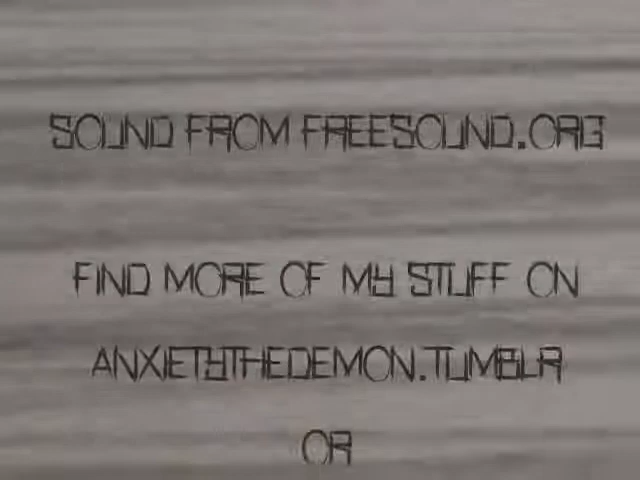 SOUND FROM FREESOUND.ORG
FIND MORE OF MY STUFF ON
ANXIETYTHEDEMON.TUMBLR
OR